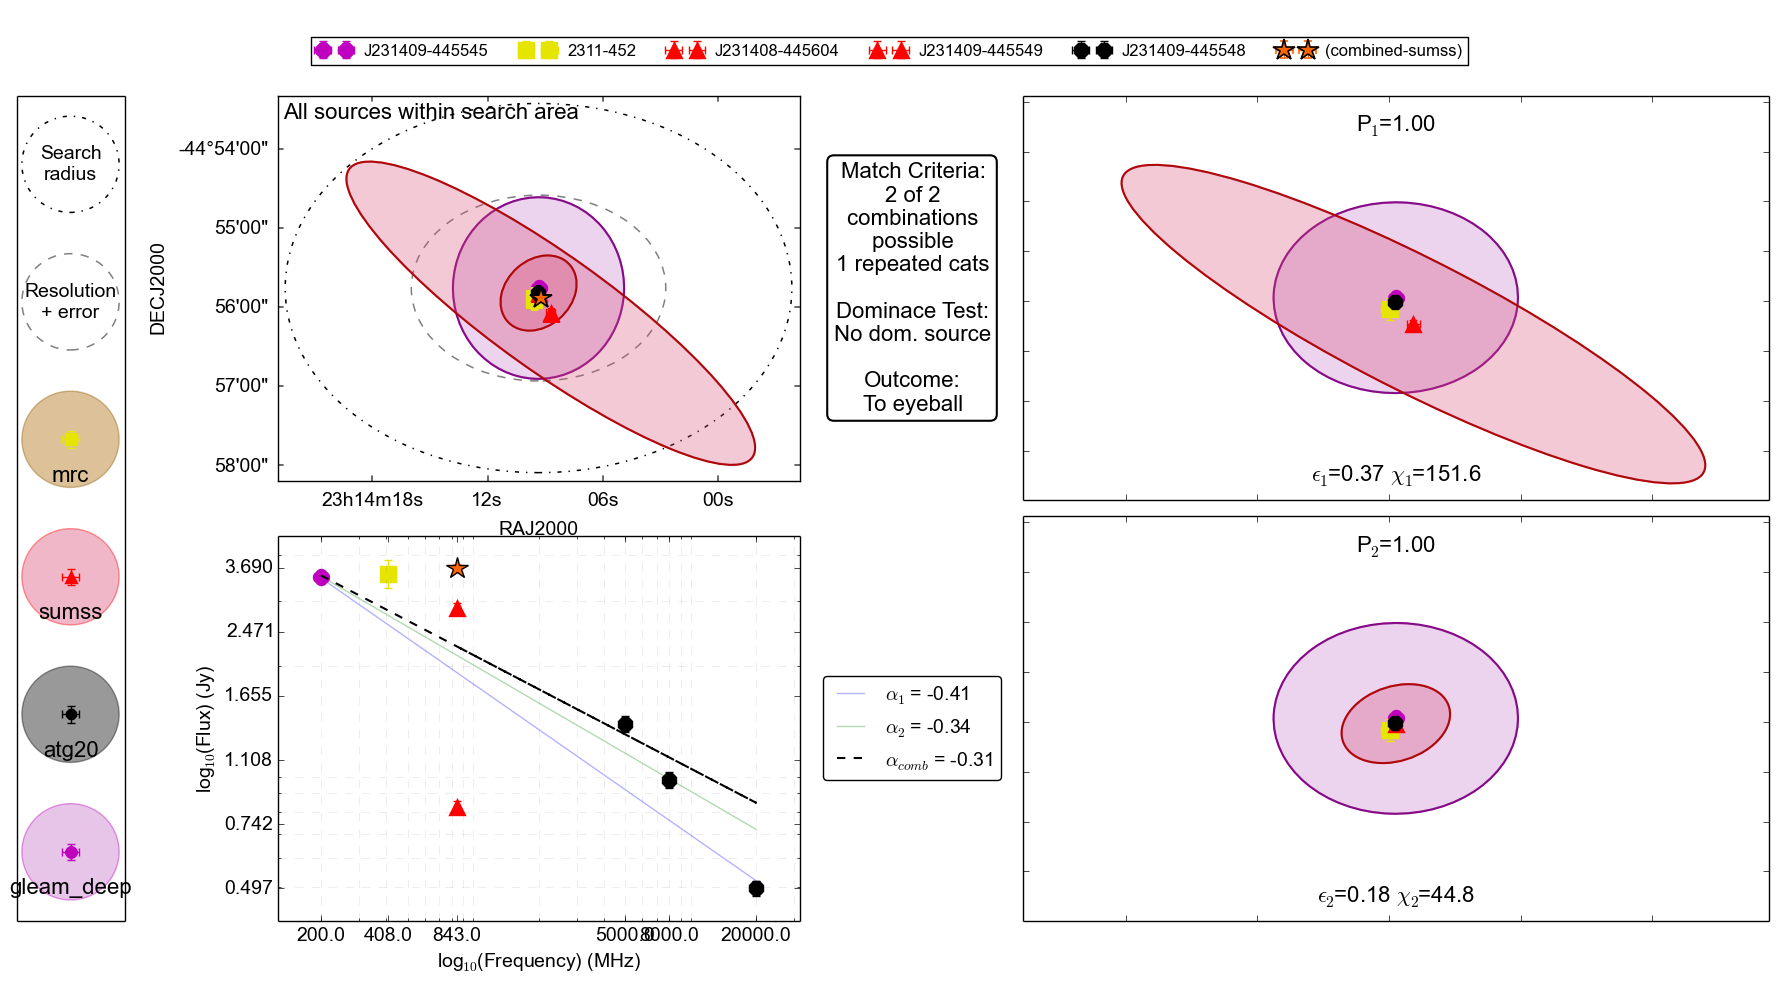 J231409-445545
2311-452
J231408-445604
J231409-445549
J231409-445548
(combined-sumss)
Search
radius
Resolution
+ error
mrc
sumss
atg20
gleam_deep
All sources within search area
DECJ2000
-44°54'00"
55'00"
56'00"
57'00"
58'00"
23h14m18s
12s
06s
00s
RAJ2000
Match Criteria:
2 of 2
combinations
possible
1 repeated cats
Dominace Test:
No dom. source
Outcome:
To eyeball
P1=1.00
ϵ1=0.37 χ1=151.6
log10(Flux) (Jy)
3.690
2.471
1.655
1.108
0.742
0.497
200.0
408.0
843.0
5000.0
8000.0
20000.0
log10(Frequency) (MHz)
α1 = -0.41
α2 = -0.34
αcomb = -0.31
P2=1.00
ϵ2=0.18 χ2=44.8